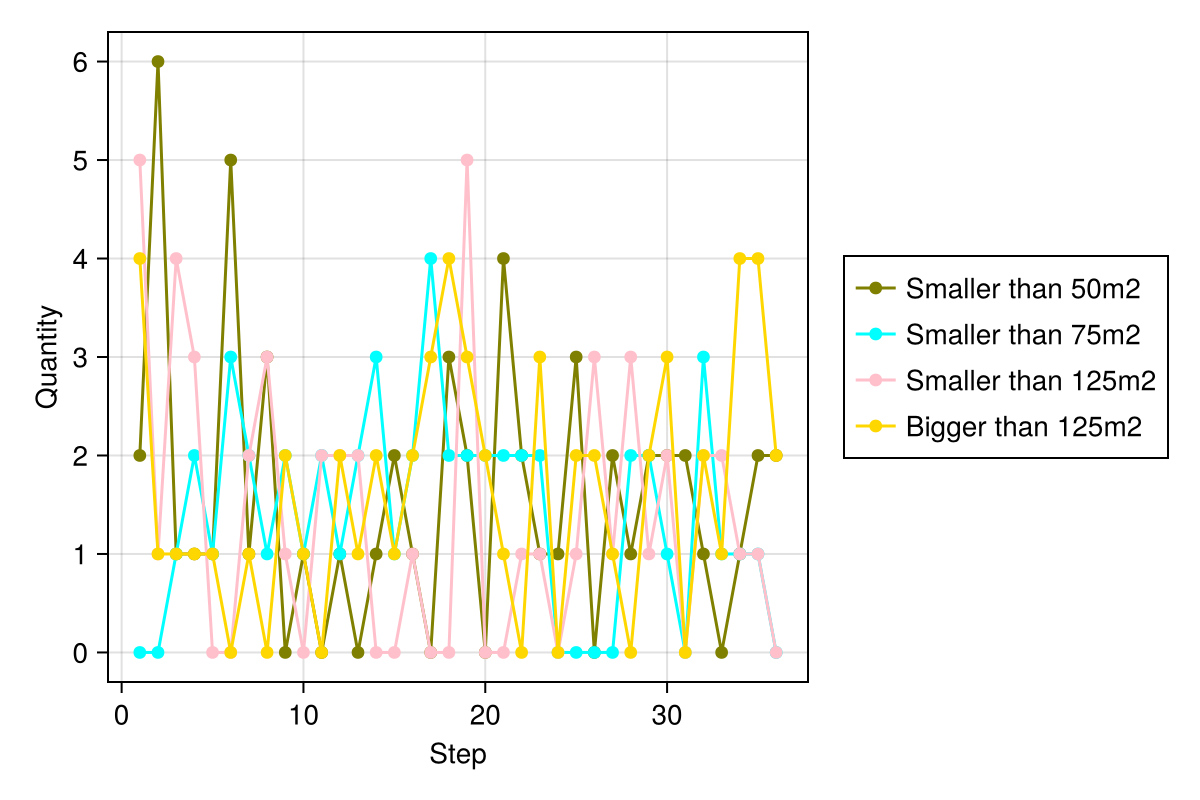 6
5
4
3
2
1
0
Quantity
0 10 20 30
Step
Smaller than 50m2
Smaller than 75m2
Smaller than 125m2
Bigger than 125m2